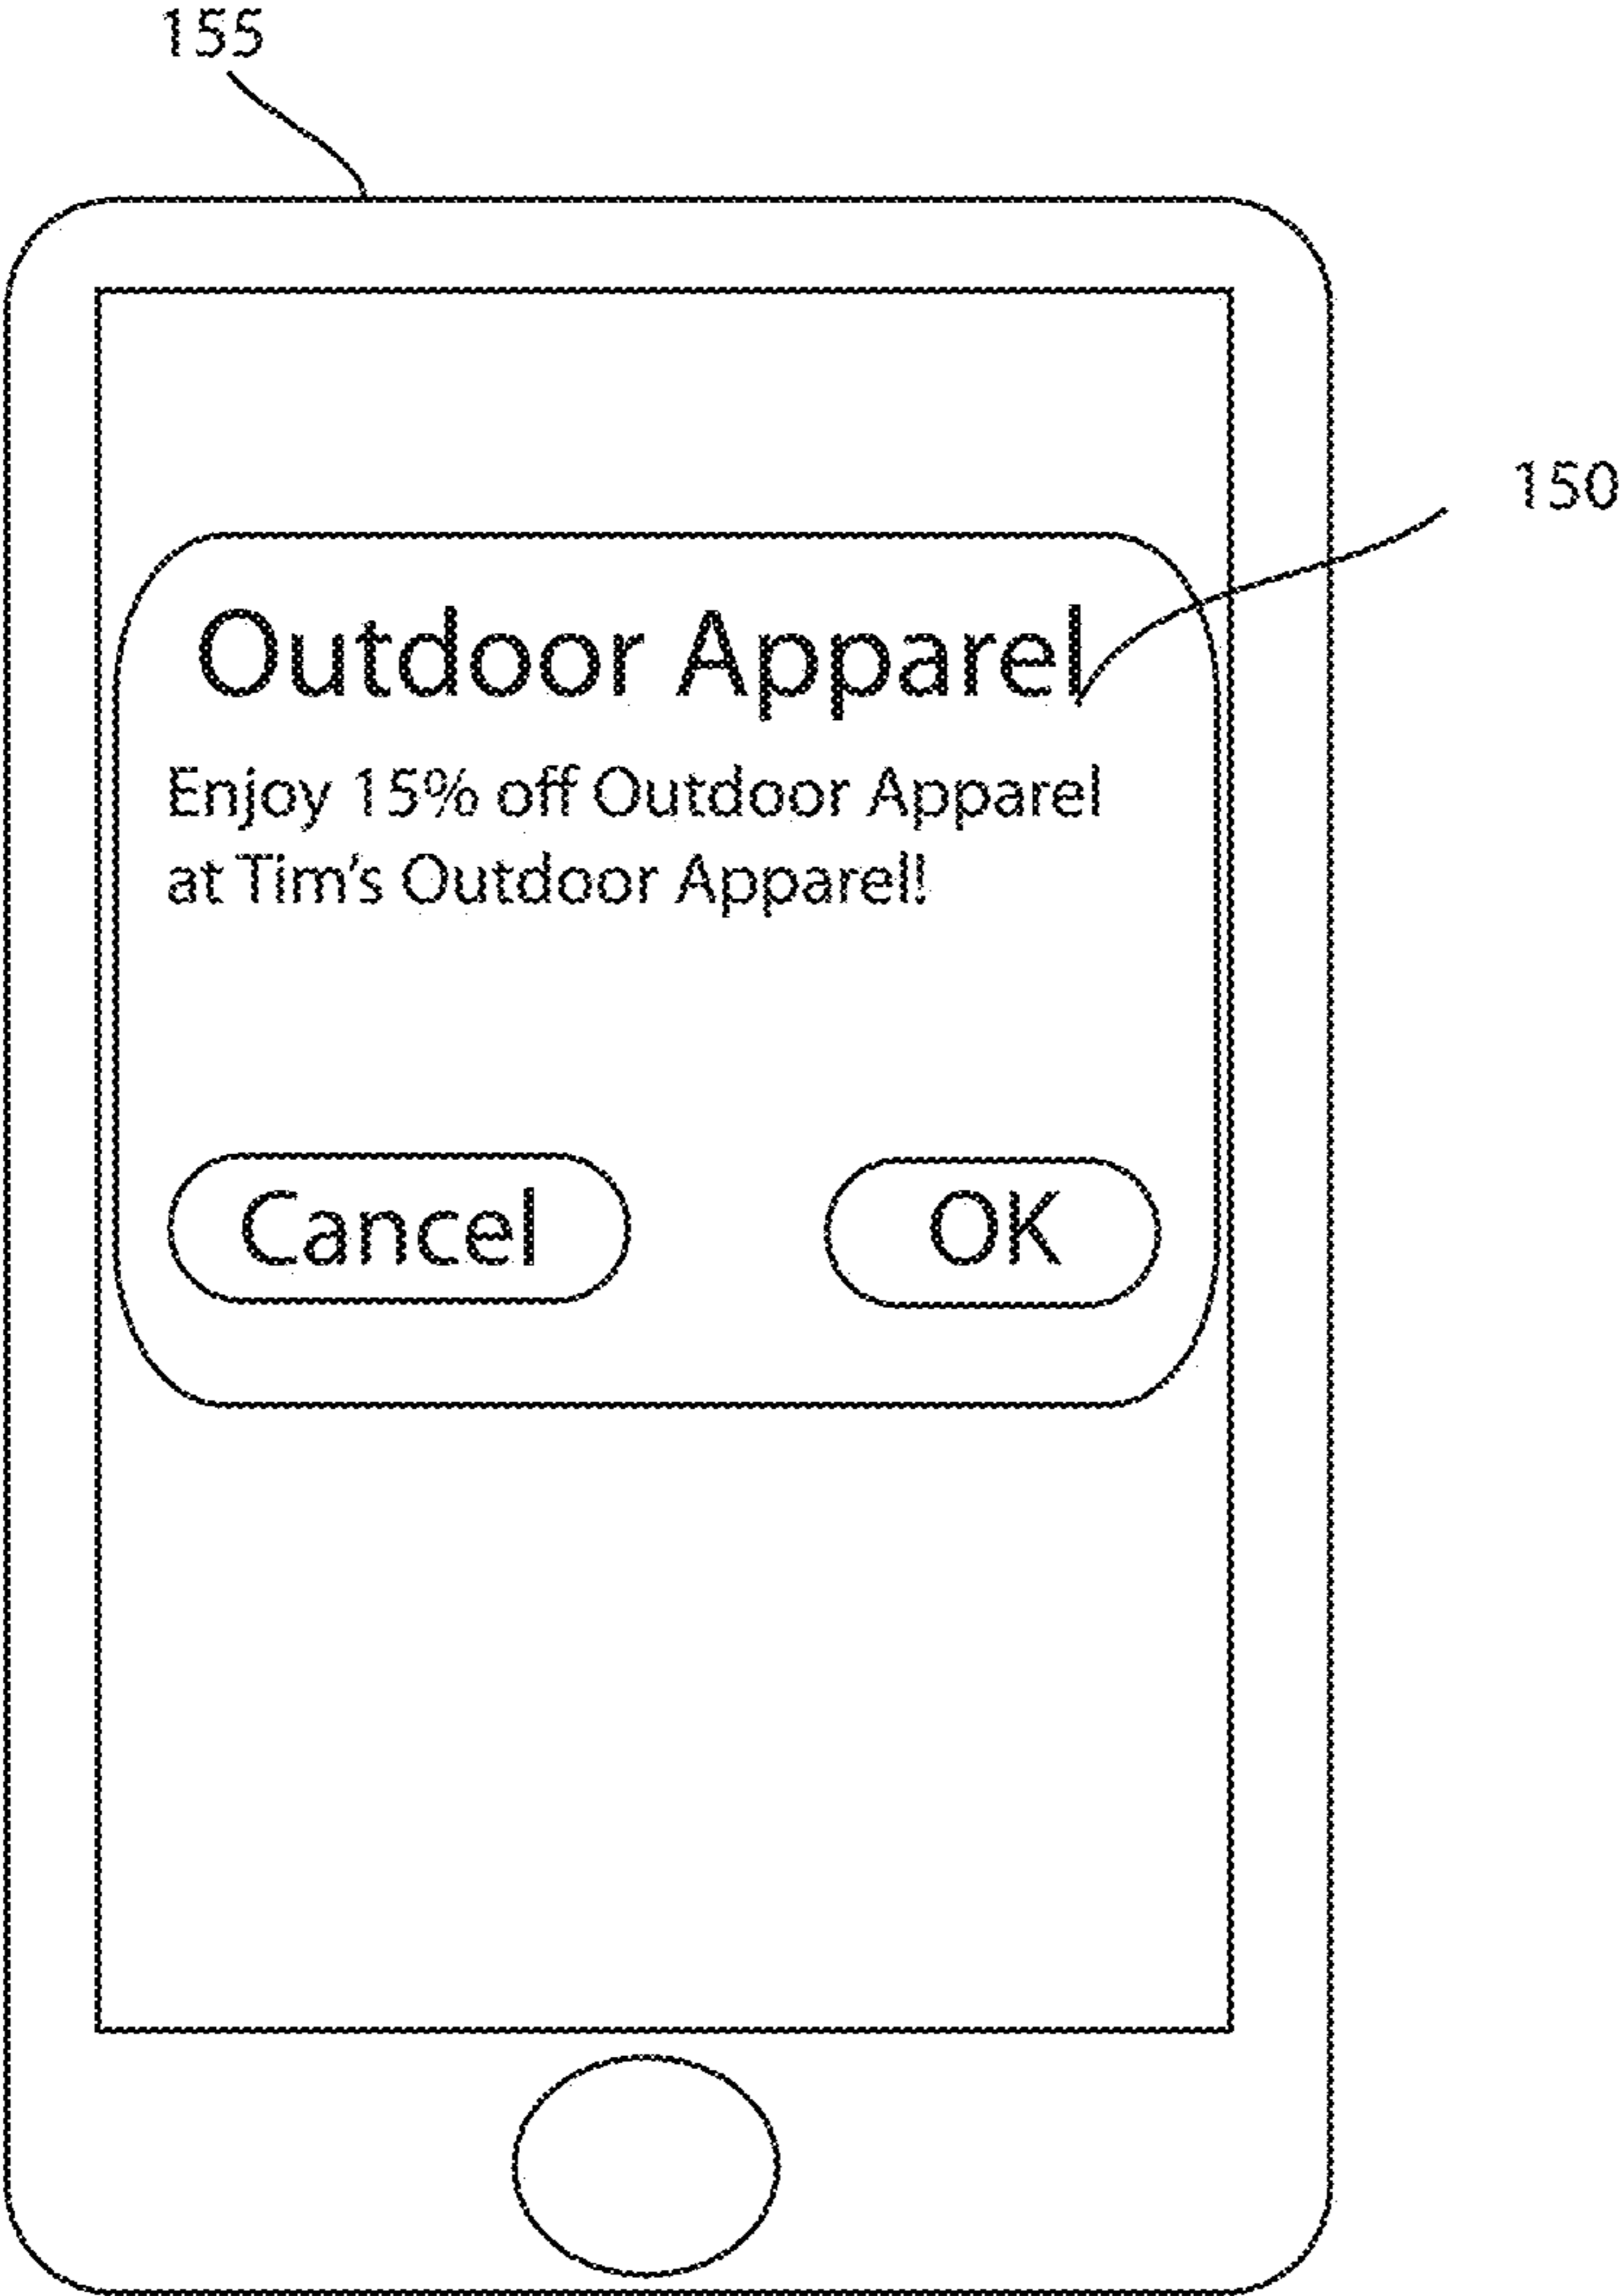 155
150
Outdoor Apparel
Enjoy 15% off Outdoor Apparel
at Tim's Outdoor Apparel!
Cancel OK